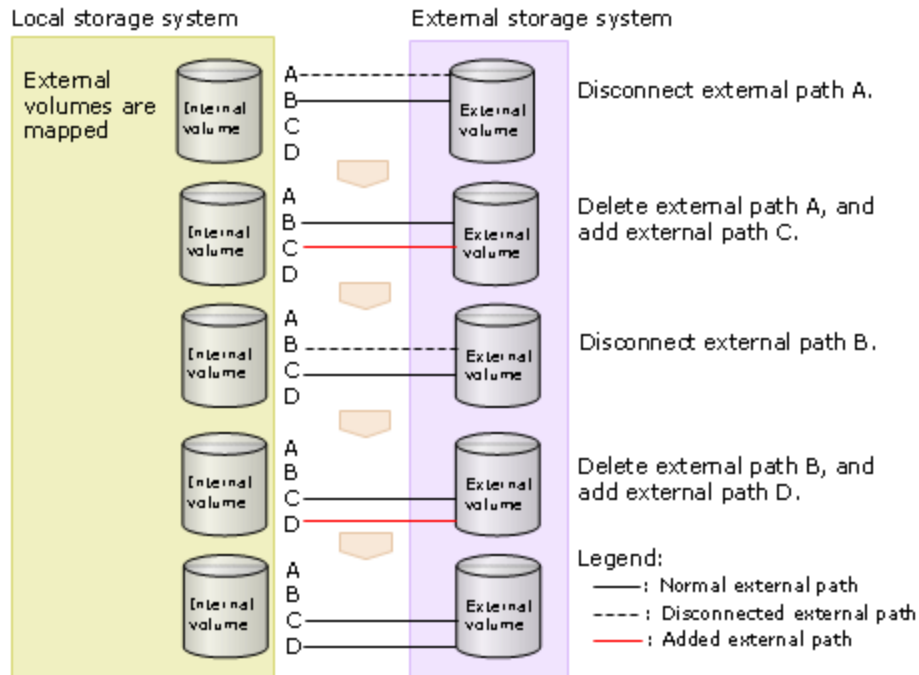 Local storage system
External storage system
External
volumes are
mapped
Internal
volume
A
B
C
D
External
volume
Disconnect external path A.
Internal
volume
A
B
C
D
External
volume
Delete external path A, and
add external path C.
Internal
volume
A
B
C
D
External
volume
Disconnect external path B.
Internal
volume
A
B
C
D
External
volume
Delete external path B, and
add external path D.
Internal
volume
A
B
C
D
External
volume
Legend:
: Normal external path
: Disconnected external path
: Added external path